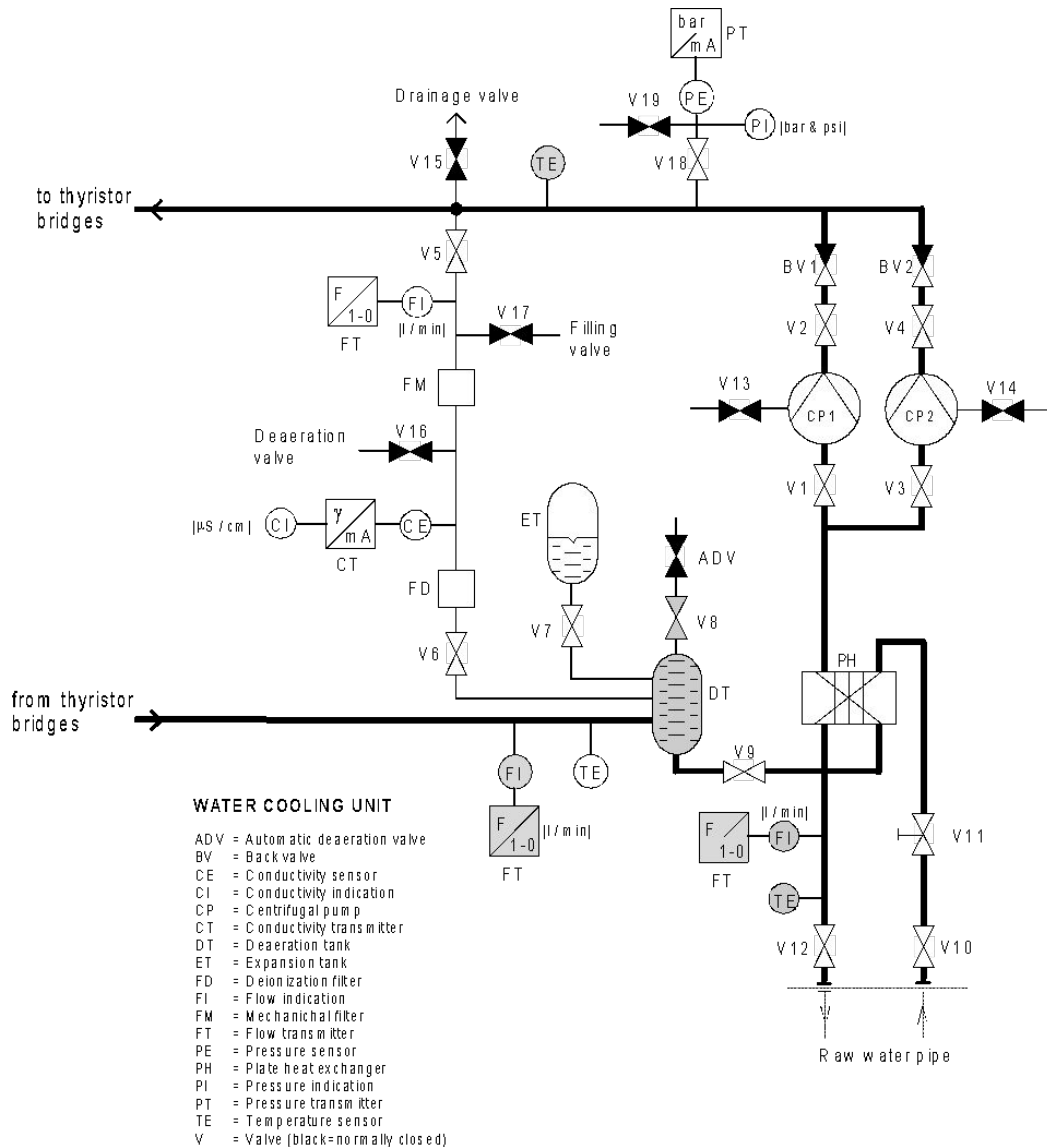 bar
mA
PT
Drainage valve
V19
PE
PI
[bar & psi]
V15
TE
V18
to thyristor
bridges
V5
BV1
BV2
F
1-0
FI
[l / min]
FT
V17
Filling
valve
V2
V4
FM
V13
CP1
CP2
V14
Deaeration
valve
V16
V1
V3
[µS / cm]
CI
γ
mA
CE
CT
ET
ADV
FD
V7
V8
V6
PH
DT
from thyristor
bridges
V9
FI
TE
F
1-0
[l / min]
FT
[l / min]
F
1-0
FI
FT
V11
TE
V12
V10
Raw water pipe
WATER COOLING UNIT
ADV = Automatic deaeration valve
BV = Back valve
CE = Conductivity sensor
CI = Conductivity indication
CP = Centrifugal pump
CT = Conductivity transmitter
DT = Deaeration tank
ET = Expansion tank
FD = Deionization filter
FI = Flow indication
FM = Mechanichal filter
FT = Flow transmitter
PE = Pressure sensor
PH = Plate heat exchanger
PI = Pressure indication
PT = Pressure transmitter
TE = Temperature sensor
V = Valve (black=normally closed)